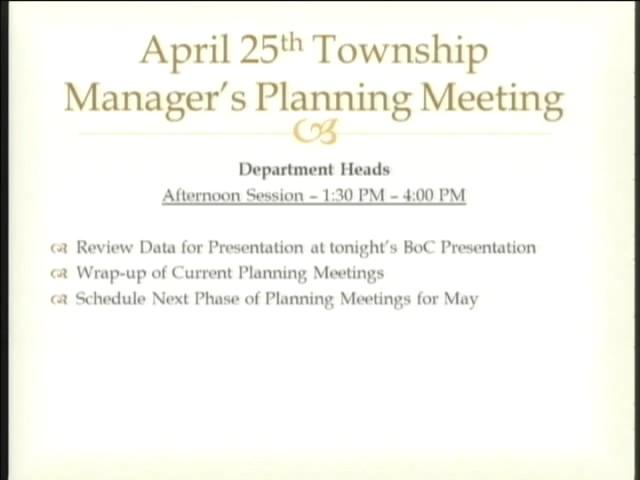 April 25th Township
Manager's Planning Meeting
Department Heads
Afternoon Session – 1:30 PM – 4:00 PM
Review Data for Presentation at tonight's BoC Presentation
Wrap-up of Current Planning Meetings
Schedule Next Phase of Planning Meetings for May